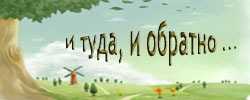 и туда, и обратно ...